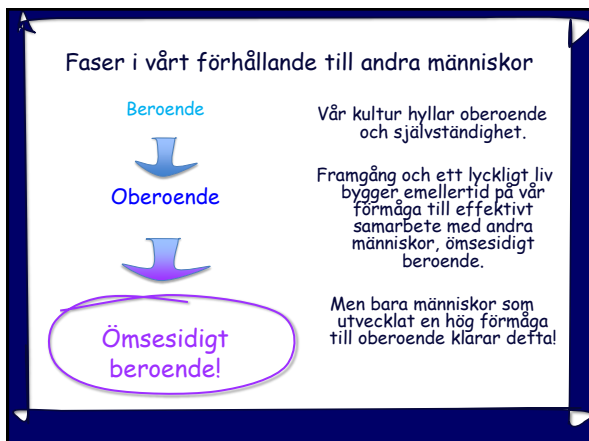 Faser i vårt förhållande till andra människor
Beroende
Oberoende
Ömsesidigt
beroende!
Vår kultur hyllar oberoende
och självständighet.
Framgång och ett lyckligt liv
bygger emellertid på vår
förmåga till effektivt
samarbete med andra
människor, ömsesidigt
beroende.
Men bara människor som
utvecklat en hög förmåga
till oberoende klarar detta!